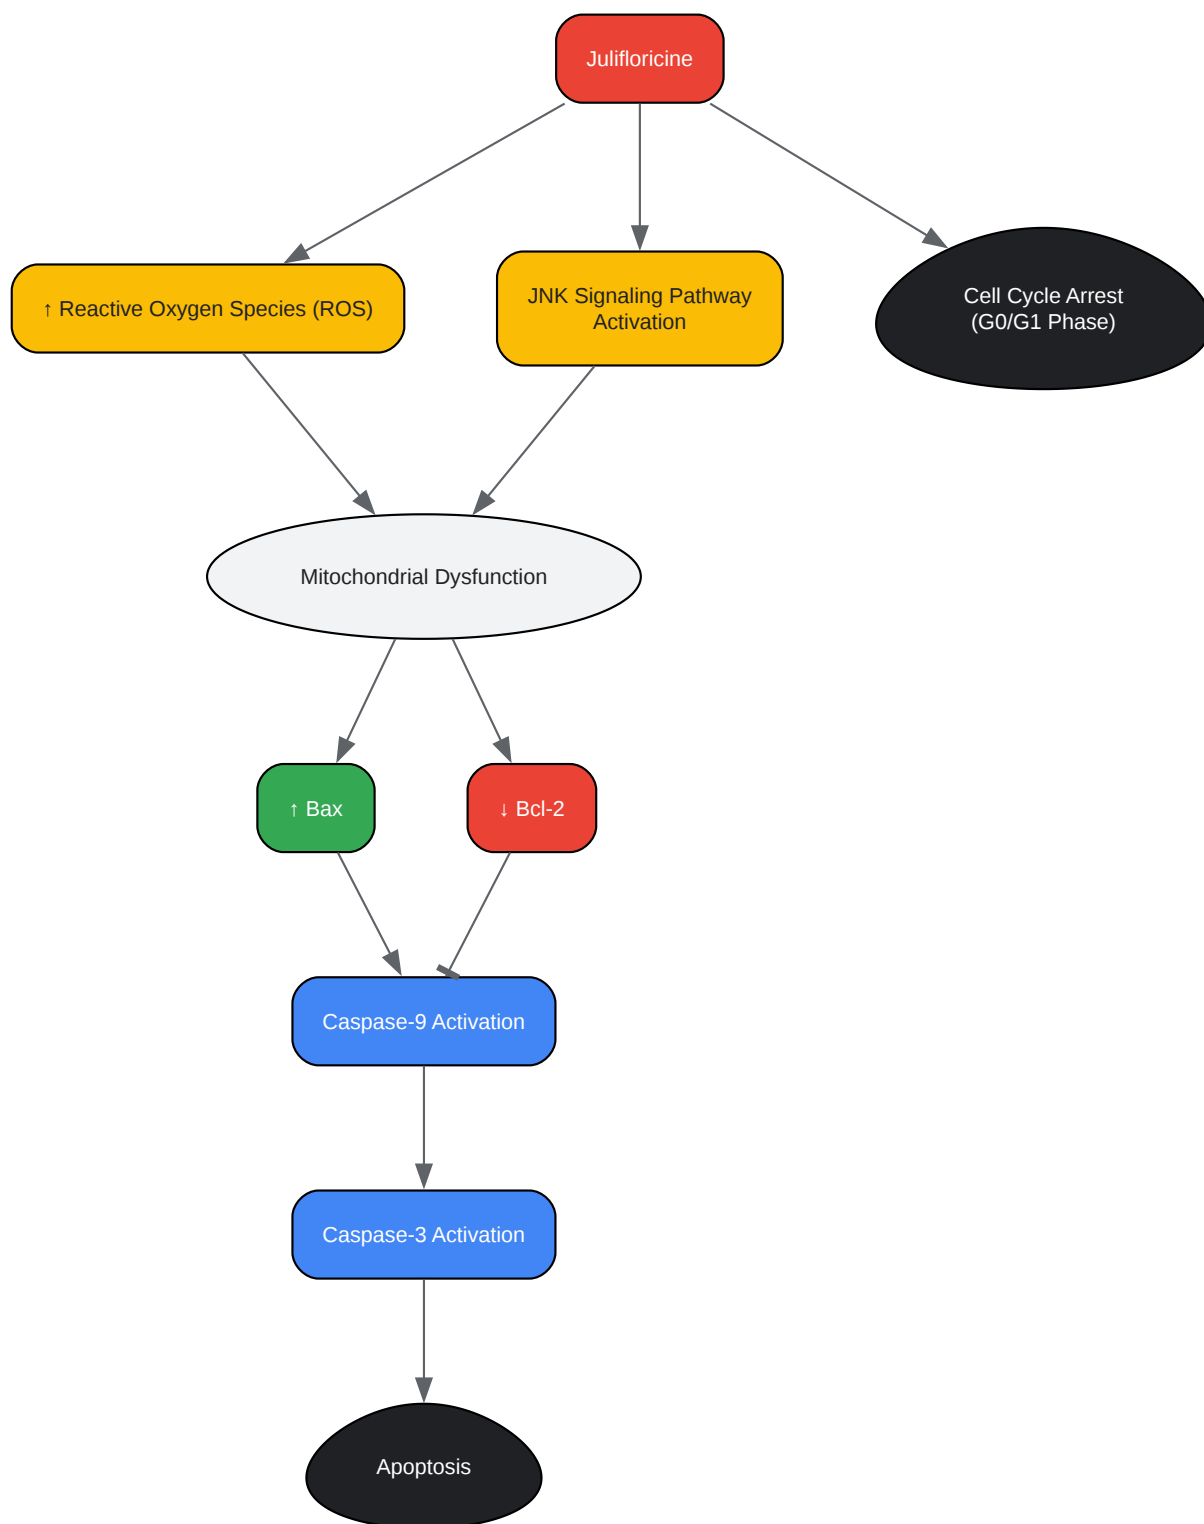 Julifloricine
↑ Reactive Oxygen Species (ROS)
JNK Signaling Pathway
Activation
Cell Cycle Arrest
(G0/G1 Phase)
Mitochondrial Dysfunction
↑ Bax
↓ Bcl-2
Caspase-9 Activation
Caspase-3 Activation
Apoptosis